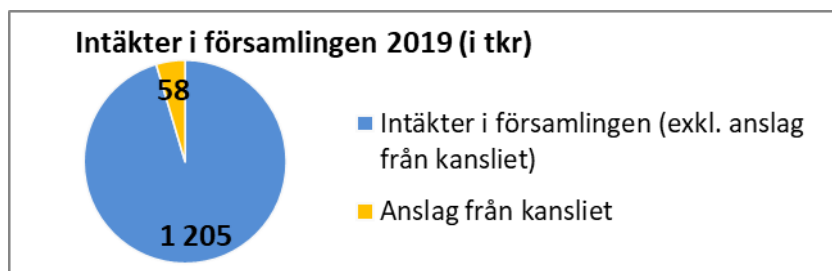 Intäkter i församlingen 2019 (i tkr)
58
1 205
Intäkter i församlingen (exkl. anslag
från kansliet)
Anslag från kansliet